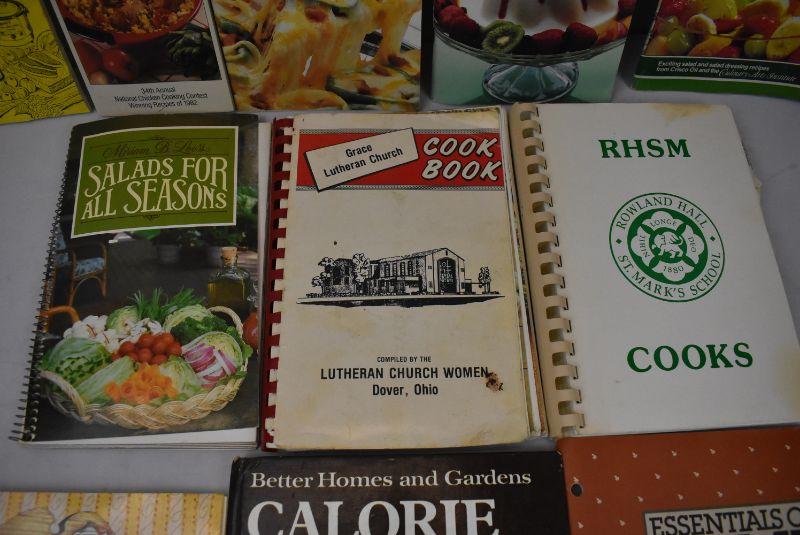 34th Annual
National Chicken Cooking Contest
Winning Recipes of 1982
Exciting salad and salad dressing recipes
from Crisco Oil and the Culinary Arts Institute
Miriam B. Loo's
SALADS FOR
ALL SEASONS
Grace
Lutheran Church
COOK
BOOK
COMPILED BY THE
LUTHERAN CHURCH WOMEN
Dover, Ohio
RHSM
ROWLAND HALL
NIHIL LONGE DEO
1880
ST. MARK'S SCHOOL
COOKS
Better Homes and Gardens
CALORIE
ESSENTIALS